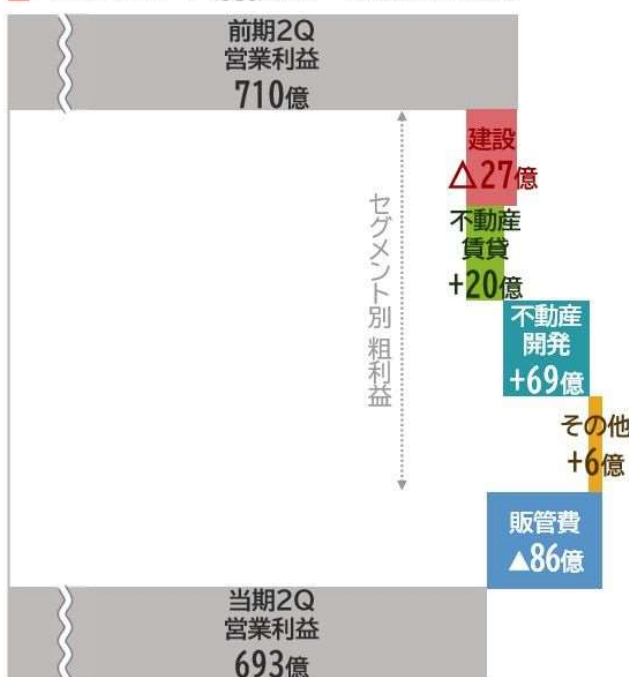 前期2Q
営業利益
710億
建設
△27億
不動産
賃貸
+20億
セグメント別 粗利益
不動産
開発
+69億
その他
+6億
販管費
▲86億
当期2Q
営業利益
693億